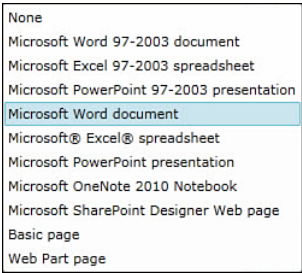 None
Microsoft Word 97-2003 document
Microsoft Excel 97-2003 spreadsheet
Microsoft PowerPoint 97-2003 presentation
Microsoft Word document
Microsoft® Excel® spreadsheet
Microsoft PowerPoint presentation
Microsoft OneNote 2010 Notebook
Microsoft SharePoint Designer Web page
Basic page
Web Part page